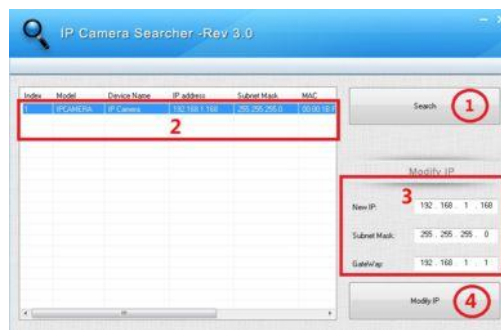 IP Camera Searcher -Rev 3.0
Index Model Device Name IP address Subnet Mask MAC
1 IPCAMERA IP Camera 192.168.1.168 255.255.255.0
2
Search 1
Modify IP
3
New IP: 192 . 168 . 1 . 168
Subnet Mask: 255 . 255 . 255 . 0
GateWay: 192 . 168 . 1 . 1
Modify IP 4